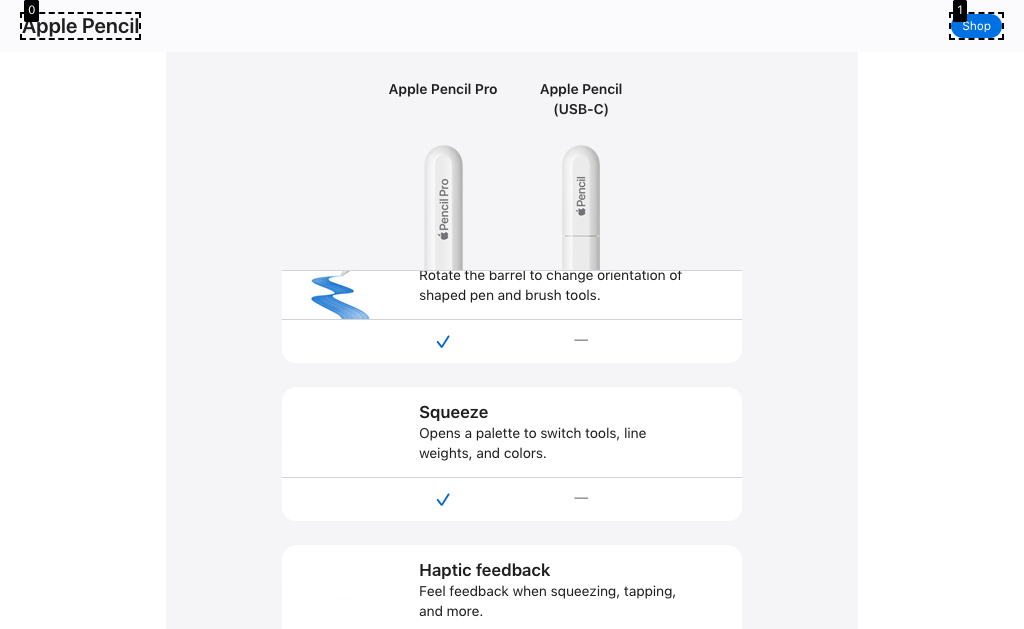 0
1
Apple Pencil
Shop
Apple Pencil Pro
Apple Pencil
(USB-C)
Pencil Pro
Pencil
Rotate the barrel to change orientation of
shaped pen and brush tools.
—
Squeeze
Opens a palette to switch tools, line
weights, and colors.
—
Haptic feedback
Feel feedback when squeezing, tapping,
and more.